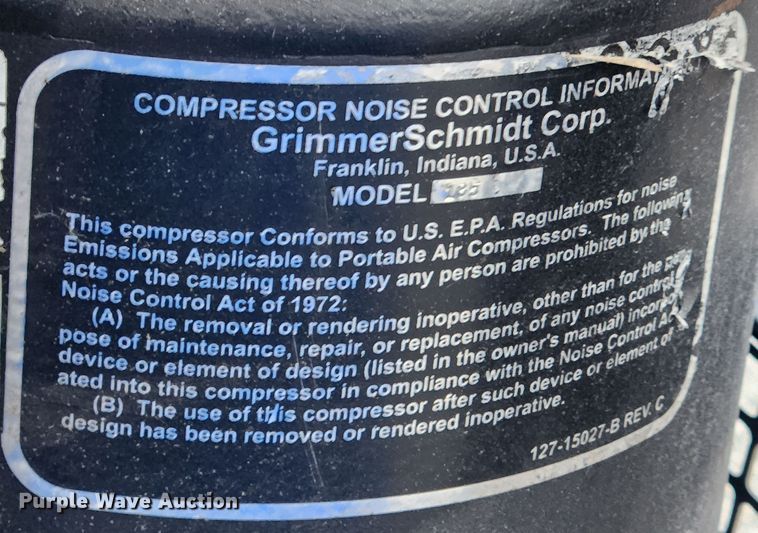 COMPRESSOR NOISE CONTROL INFORMAT
GrimmerSchmidt Corp.
Franklin, Indiana, U.S.A.
MODEL 185
This compressor Conforms to U.S. E.P.A. Regulations for noise
Emissions Applicable to Portable Air Compressors. The following
acts or the causing thereof by any person are prohibited by the
Noise Control Act of 1972:
(A) The removal or rendering inoperative, other than for the
pose of maintenance, repair, or replacement, of any noise control
device or element of design (listed in the owner's manual) incorpor
ated into this compressor in compliance with the Noise Control Act
(B) The use of this compressor after such device or element of
design has been removed or rendered inoperative.
127-15027-B REV. C
Purple Wave Auction